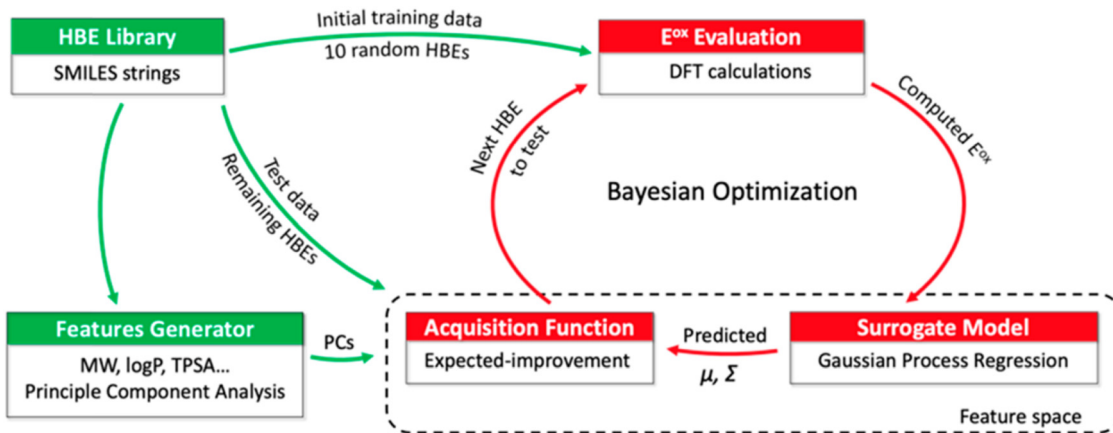 HBE Library
SMILES strings
Initial training data
10 random HBEs
E^ox Evaluation
DFT calculations
Next HBE
to test
Computed E^ox
Test data
Remaining HBEs
Bayesian Optimization
Features Generator
MW, logP, TPSA...
Principle Component Analysis
PCs
Acquisition Function
Expected-improvement
Predicted
μ, Σ
Surrogate Model
Gaussian Process Regression
Feature space